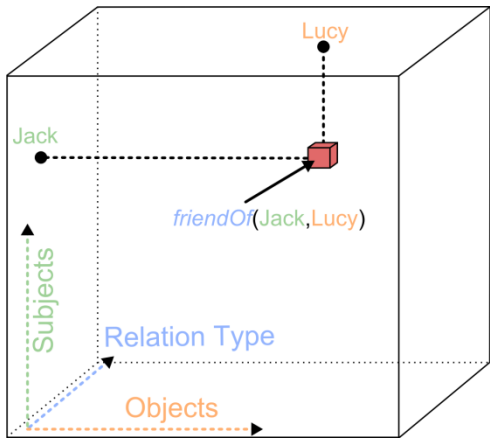 Lucy
Jack
friendOf(Jack,Lucy)
Subjects
Relation Type
Objects